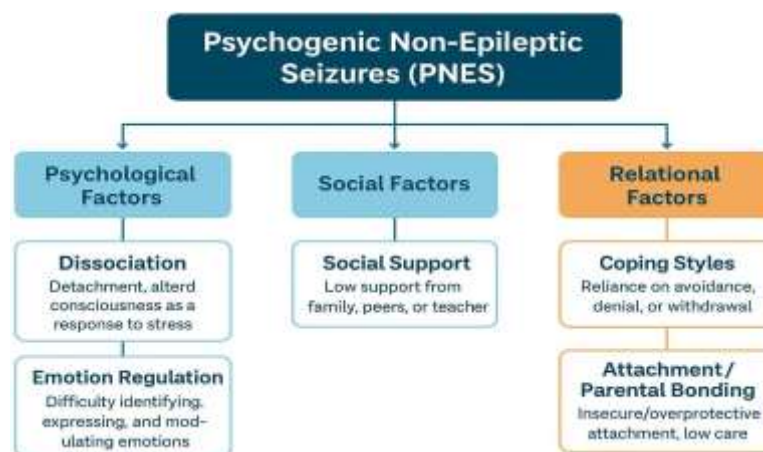 Psychogenic Non-Epileptic
Seizures (PNES)
Psychological
Factors
Social Factors
Relational
Factors
Dissociation
Detachment, alterd
consciousness as a
response to stress
Social Support
Low support from
family, peers, or teacher
Coping Styles
Reliance on avoidance,
denial, or withdrawal
Emotion Regulation
Difficulty identifying.
expressing, and mod-
ulating emotions
Attachment /
Parental Bonding
Insecure/overprotective
attachment, low care